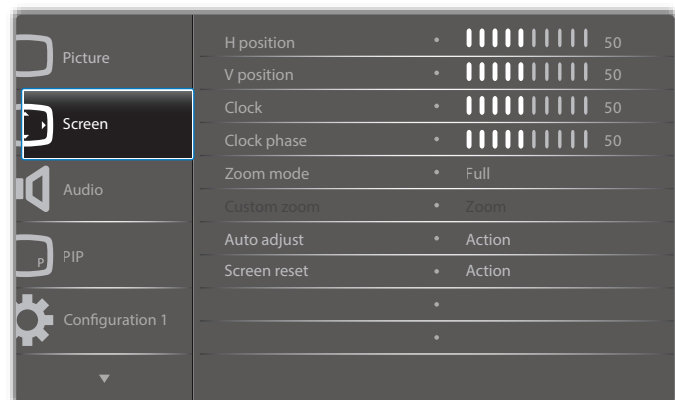 Picture
Screen
Audio
P
PIP
Configuration 1
H position • 50
V position • 50
Clock • 50
Clock phase • 50
Zoom mode • Full
Custom zoom • Zoom
Auto adjust • Action
Screen reset • Action
•
•